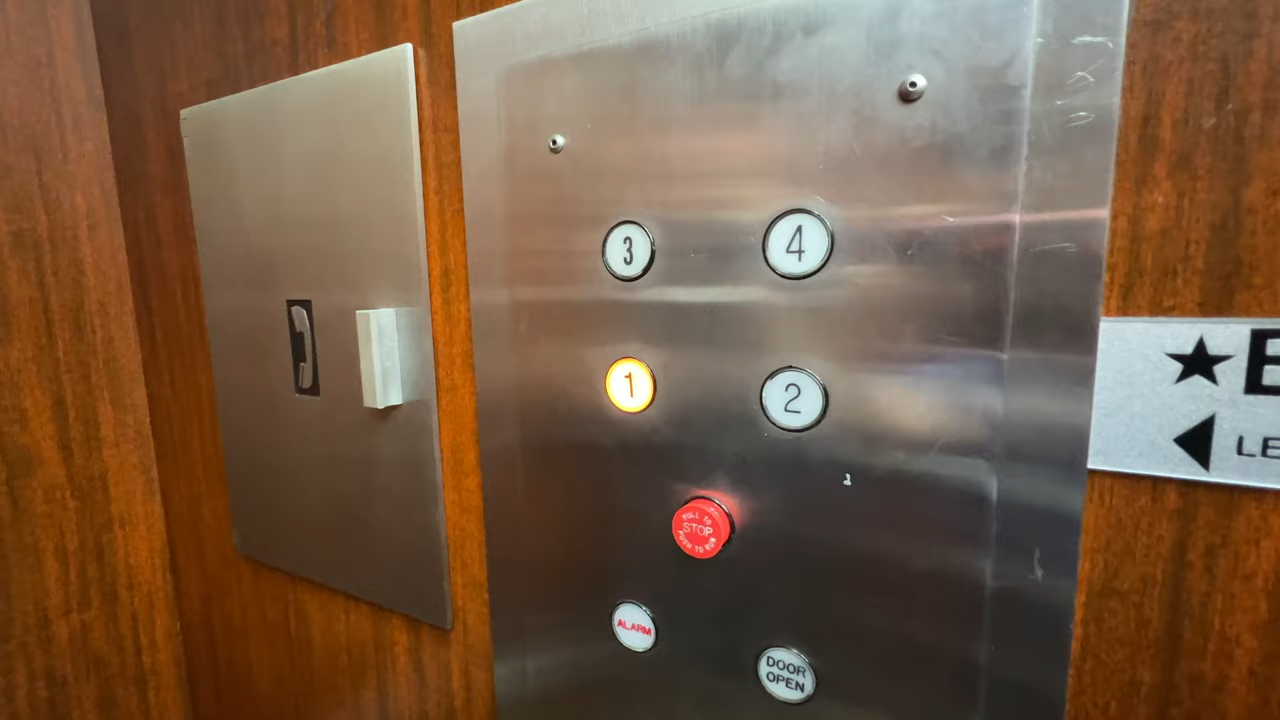 3 4
1 2
PULL TO
STOP
PUSH TO RUN
ALARM
DOOR
OPEN
★E
◀ LE